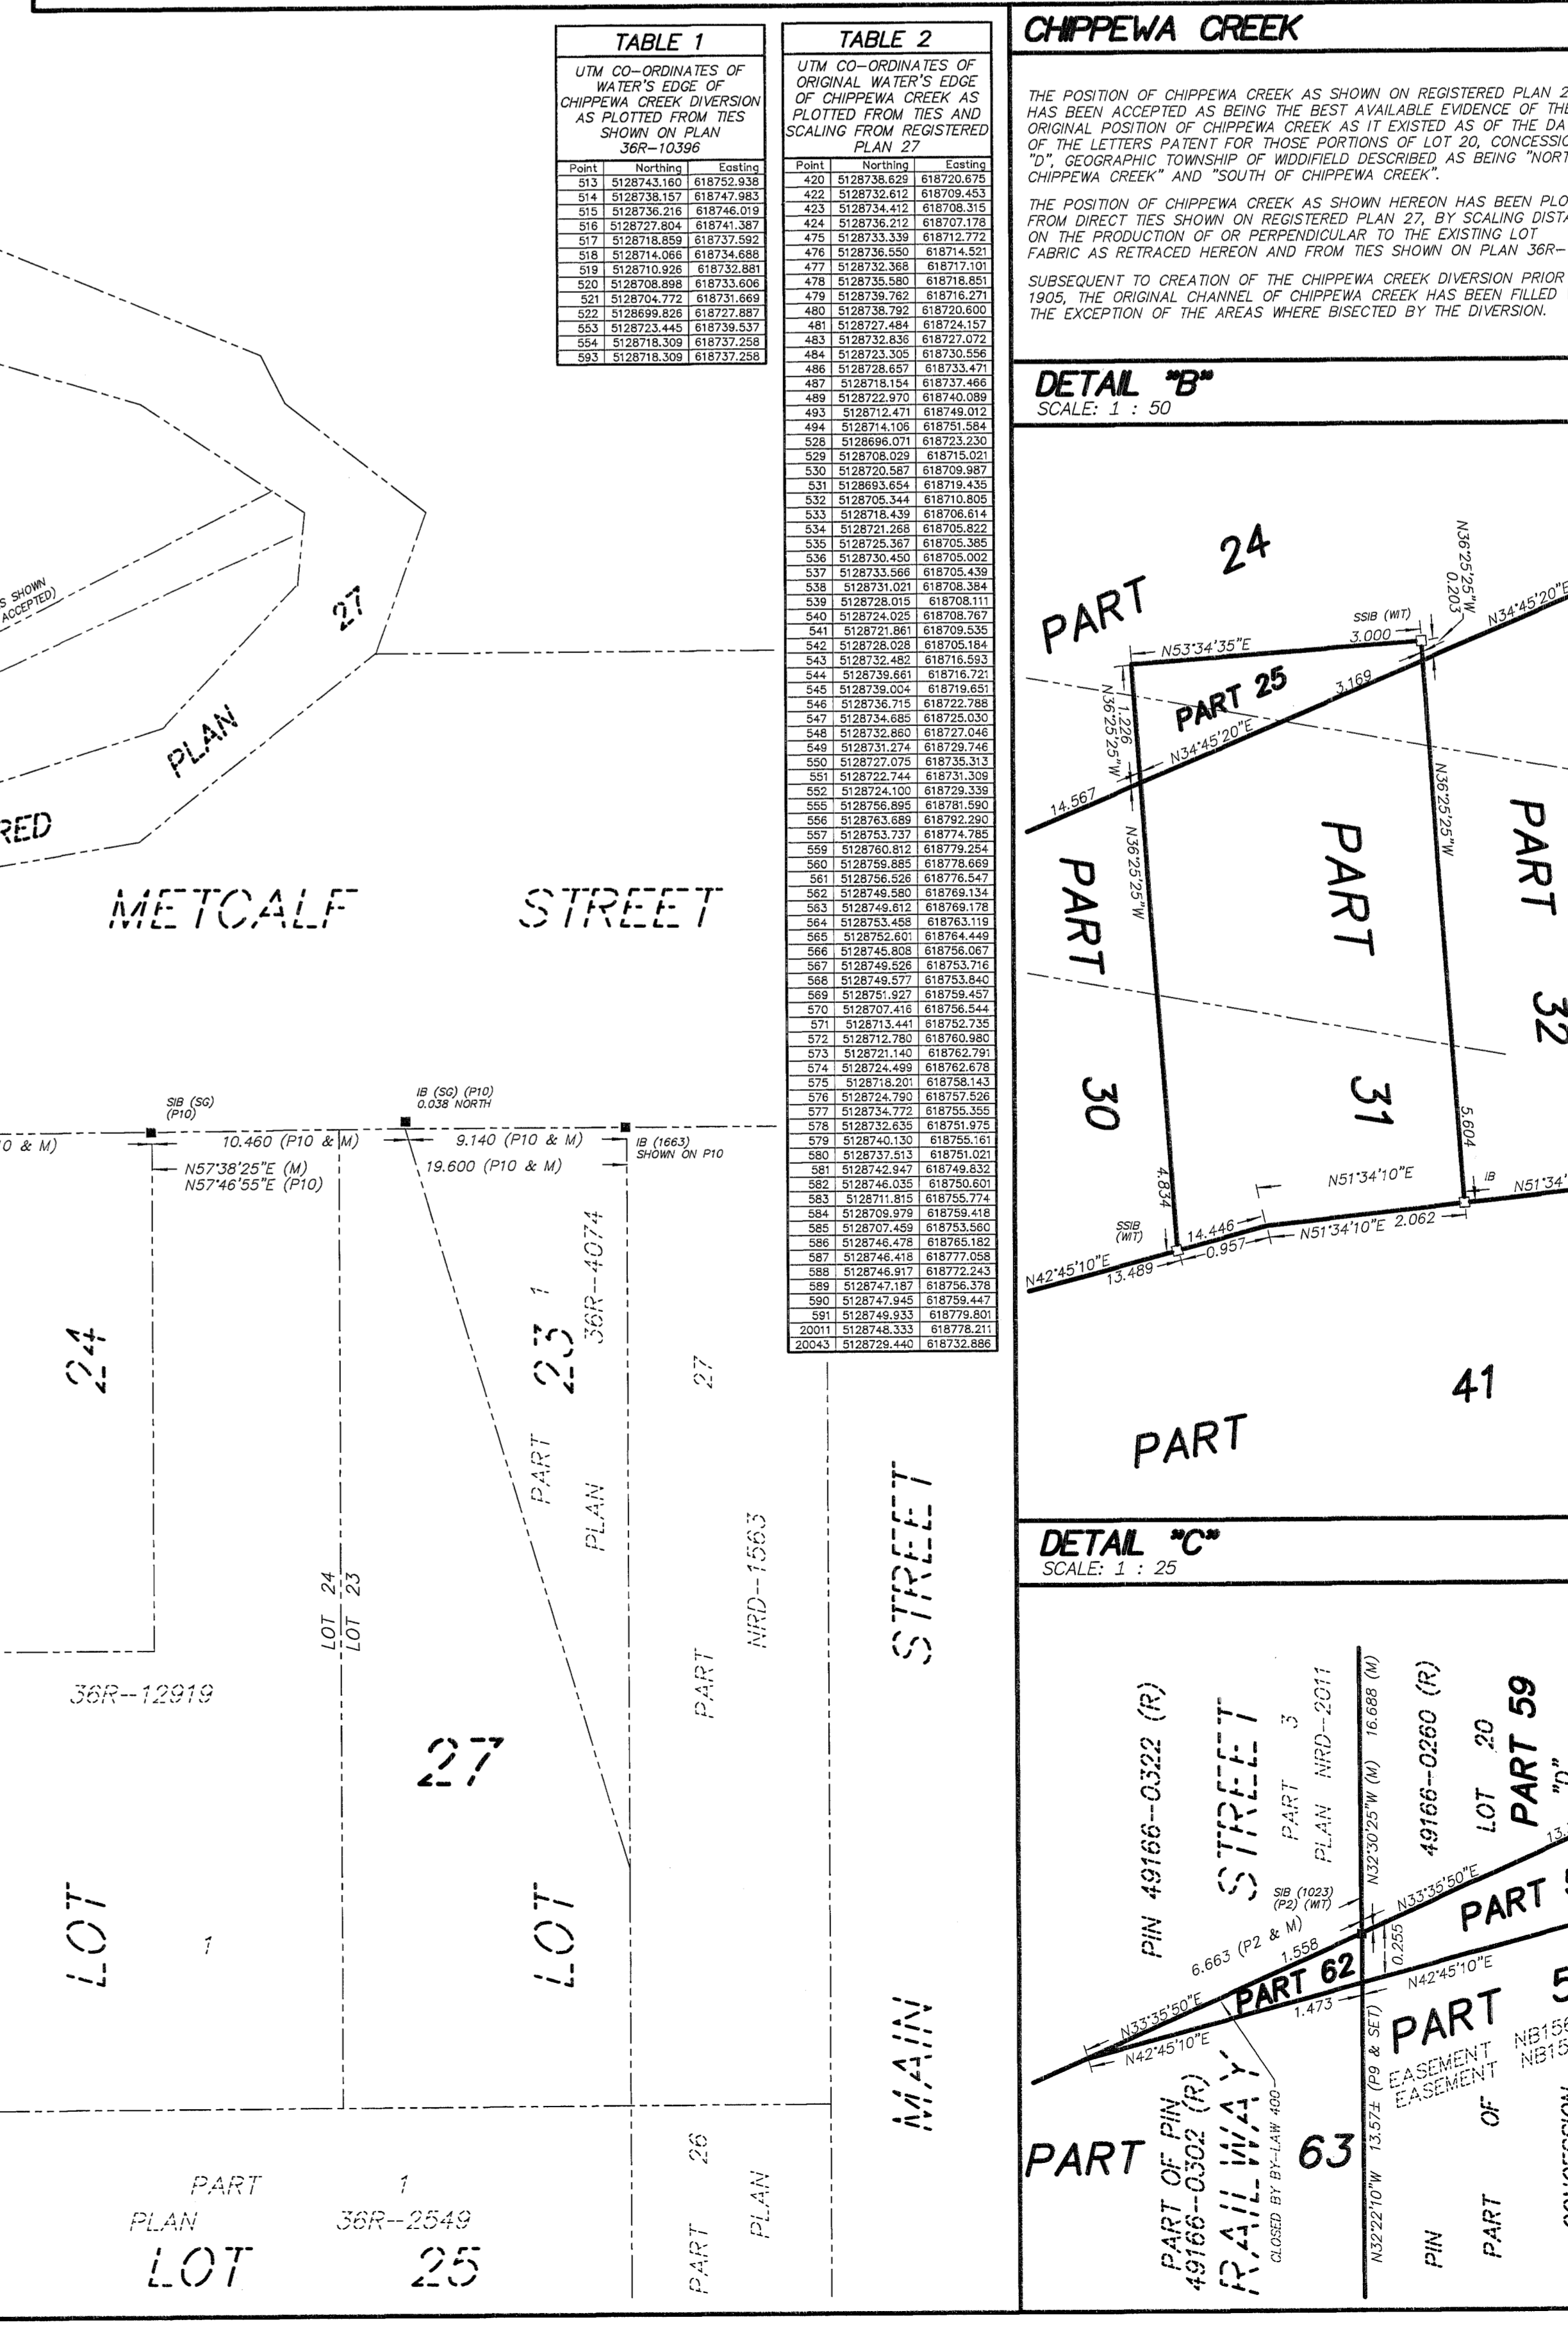 TABLE 1
UTM CO-ORDINATES OF
WATER'S EDGE OF
CHIPPEWA CREEK DIVERSION
AS PLOTTED FROM TIES
SHOWN ON PLAN
36R-10396
Point Northing Easting
513 5128743.160 618752.938
514 5128738.157 618747.983
515 5128736.216 618746.019
516 5128727.804 618741.387
517 5128718.859 618737.592
518 5128714.066 618734.688
519 5128710.926 618732.881
520 5128708.898 618733.606
521 5128704.772 618731.669
522 5128699.826 618727.887
553 5128723.445 618739.537
554 5128718.309 618737.258
593 5128718.309 618737.258
TABLE 2
UTM CO-ORDINATES OF
ORIGINAL WATER'S EDGE
OF CHIPPEWA CREEK AS
PLOTTED FROM TIES AND
SCALING FROM REGISTERED
PLAN 27
Point Northing Easting
420 5128738.629 618720.675
422 5128732.612 618709.453
423 5128734.412 618708.315
424 5128736.212 618707.178
475 5128733.339 618712.772
476 5128736.550 618714.521
477 5128732.368 618717.101
478 5128735.580 618718.851
479 5128739.762 618716.271
480 5128738.792 618720.600
481 5128727.484 618724.157
483 5128732.836 618727.072
484 5128723.305 618730.556
486 5128728.657 618733.471
487 5128718.154 618737.466
489 5128722.970 618740.089
493 5128712.471 618749.012
494 5128714.106 618751.584
528 5128696.071 618723.230
529 5128708.029 618715.021
530 5128720.587 618709.987
531 5128693.654 618719.435
532 5128705.344 618710.805
533 5128718.439 618706.614
534 5128721.268 618705.822
535 5128725.367 618705.385
536 5128730.450 618705.002
537 5128733.566 618705.439
538 5128731.021 618708.384
539 5128728.015 618708.111
540 5128724.025 618708.767
541 5128721.861 618709.535
542 5128728.028 618705.184
543 5128732.482 618716.593
544 5128739.661 618716.721
545 5128739.004 618719.651
546 5128736.715 618722.788
547 5128734.685 618725.030
548 5128732.860 618727.046
549 5128731.274 618729.746
550 5128727.075 618735.313
551 5128722.744 618731.309
552 5128724.100 618729.339
555 5128756.895 618781.590
556 5128763.689 618792.290
557 5128753.737 618774.785
559 5128760.812 618779.254
560 5128759.885 618778.669
561 5128756.526 618776.547
562 5128749.580 618769.134
563 5128749.612 618769.178
564 5128753.458 618763.119
565 5128752.601 618764.449
566 5128745.808 618756.067
567 5128749.526 618753.716
568 5128749.577 618753.840
569 5128751.927 618759.457
570 5128707.416 618756.544
571 5128713.441 618752.735
572 5128712.780 618760.980
573 5128721.140 618762.791
574 5128724.499 618762.678
575 5128718.201 618758.143
576 5128724.790 618757.526
577 5128734.772 618755.355
578 5128732.635 618751.975
579 5128740.130 618755.161
580 5128737.513 618751.021
581 5128742.947 618749.832
582 5128746.035 618750.601
583 5128711.815 618755.774
584 5128709.979 618759.418
585 5128707.459 618753.560
586 5128746.478 618765.182
587 5128746.418 618777.058
588 5128746.917 618772.243
589 5128747.187 618756.378
590 5128747.945 618759.447
591 5128749.933 618779.801
20011 5128748.333 618778.211
20043 5128729.440 618732.886
CHIPPEWA CREEK
THE POSITION OF CHIPPEWA CREEK AS SHOWN ON REGISTERED PLAN 2
HAS BEEN ACCEPTED AS BEING THE BEST AVAILABLE EVIDENCE OF THE
ORIGINAL POSITION OF CHIPPEWA CREEK AS IT EXISTED AS OF THE DA
OF THE LETTERS PATENT FOR THOSE PORTIONS OF LOT 20, CONCESSIO
"D", GEOGRAPHIC TOWNSHIP OF WIDDIFIELD DESCRIBED AS BEING "NORT
CHIPPEWA CREEK" AND "SOUTH OF CHIPPEWA CREEK".
THE POSITION OF CHIPPEWA CREEK AS SHOWN HEREON HAS BEEN PLO
FROM DIRECT TIES SHOWN ON REGISTERED PLAN 27, BY SCALING DISTA
ON THE PRODUCTION OF OR PERPENDICULAR TO THE EXISTING LOT
FABRIC AS RETRACED HEREON AND FROM TIES SHOWN ON PLAN 36R-
SUBSEQUENT TO CREATION OF THE CHIPPEWA CREEK DIVERSION PRIOR
1905, THE ORIGINAL CHANNEL OF CHIPPEWA CREEK HAS BEEN FILLED
THE EXCEPTION OF THE AREAS WHERE BISECTED BY THE DIVERSION.
DETAIL "B"
SCALE: 1 : 50
PART 24
N36°25'25"W
0.203
SSIB (WIT)
3.000
N34°45'20"E
N53°34'35"E
PART 25
3.169
1.226
N36°25'25"W
N34°45'20"E
14.567
N36°25'25"W
N36°25'25"W
PART 30
PART 31
PART 32
4.834
5.604
SSIB
(WIT)
N51°34'10"E
IB
N51°34'
14.446
N51°34'10"E 2.062
0.957
N42°45'10"E
13.489
PART 41
DETAIL "C"
SCALE: 1 : 25
PIN 49166-0322 (R)
STREET
PART 3
PLAN NRD-2011
N32°30'25"W (M) 16.688 (M)
49166-0260 (R)
LOT 20
PART 59
"D"
SIB (1023)
(P2) (WIT)
N33°35'50"E
13.
PART
6.663 (P2 & M)
1.558
0.255
PART 62
N42°45'10"E
1.473
N33°35'50"E
N42°45'10"E
PART 5
EASEMENT NB156
EASEMENT NB15
PART 63
PART OF PIN
49166-0302 (R)
RAILWAY
CLOSED BY BY-LAW 400
N32°22'10"W 13.57± (P9 & SET)
PIN
PART OF
S SHOWN
ACCEPTED)
27
PLAN
RED
METCALF STREET
SIB (SG)
(P10)
IB (SG) (P10)
0.038 NORTH
0 & M)
10.460 (P10 & M)
9.140 (P10 & M)
IB (1663)
SHOWN ON P10
19.600 (P10 & M)
N57°38'25"E (M)
N57°46'55"E (P10)
24
23
PART 1
PLAN 36R-4074
27
PART
NRD-1563
STREET
MAIN
LOT 24
LOT 23
36R-12919
27
LOT
1
LOT
PART 26
PLAN
PART 1
PLAN 36R-2549
LOT 25